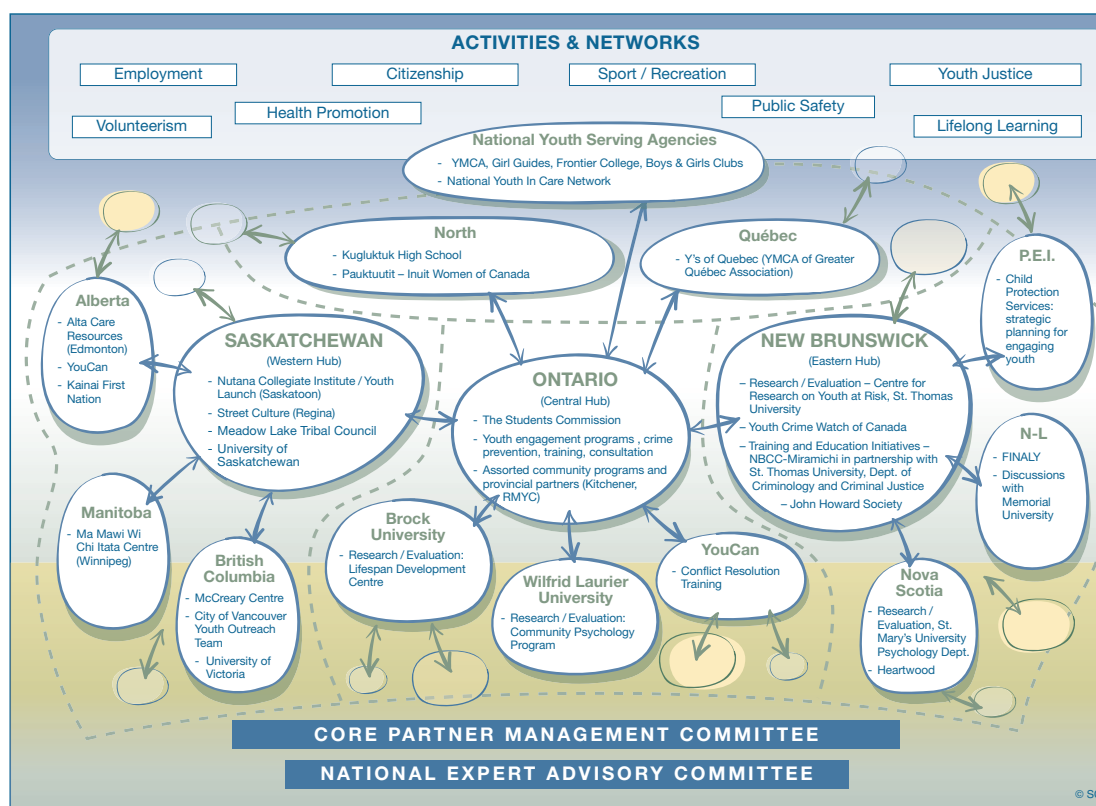 ACTIVITIES & NETWORKS
Employment
Citizenship
Sport / Recreation
Youth Justice
Health Promotion
Public Safety
Volunteerism
Lifelong Learning
National Youth Serving Agencies
- YMCA, Girl Guides, Frontier College, Boys & Girls Clubs
- National Youth In Care Network
North
- Kugluktuk High School
- Pauktuutit – Inuit Women of Canada
Québec
- Y's of Quebec (YMCA of Greater
Québec Association)
P.E.I.
- Child
Protection
Services:
strategic
planning for
engaging
youth
Alberta
- Alta Care
Resources
(Edmonton)
- YouCan
- Kainai First
Nation
SASKATCHEWAN
(Western Hub)
- Nutana Collegiate Institute / Youth
Launch (Saskatoon)
- Street Culture (Regina)
- Meadow Lake Tribal Council
- University of
Saskatchewan
ONTARIO
(Central Hub)
- The Students Commission
- Youth engagement programs , crime
prevention, training, consultation
- Assorted community programs and
provincial partners (Kitchener,
RMYC)
NEW BRUNSWICK
(Eastern Hub)
– Research / Evaluation – Centre for
Research on Youth at Risk, St. Thomas
University
– Youth Crime Watch of Canada
– Training and Education Initiatives –
NBCC-Miramichi in partnership with
St. Thomas University, Dept. of
Criminology and Criminal Justice
– John Howard Society
N-L
- FINALY
- Discussions
with
Memorial
University
Manitoba
- Ma Mawi Wi
Chi Itata Centre
(Winnipeg)
British
Columbia
- McCreary Centre
- City of Vancouver
Youth Outreach
Team
- University of
Victoria
Brock
University
- Research / Evaluation:
Lifespan Development
Centre
Wilfrid Laurier
University
- Research / Evaluation:
Community Psychology
Program
YouCan
- Conflict Resolution
Training
Nova
Scotia
- Research /
Evaluation, St.
Mary's University
Psychology Dept.
- Heartwood
CORE PARTNER MANAGEMENT COMMITTEE
NATIONAL EXPERT ADVISORY COMMITTEE